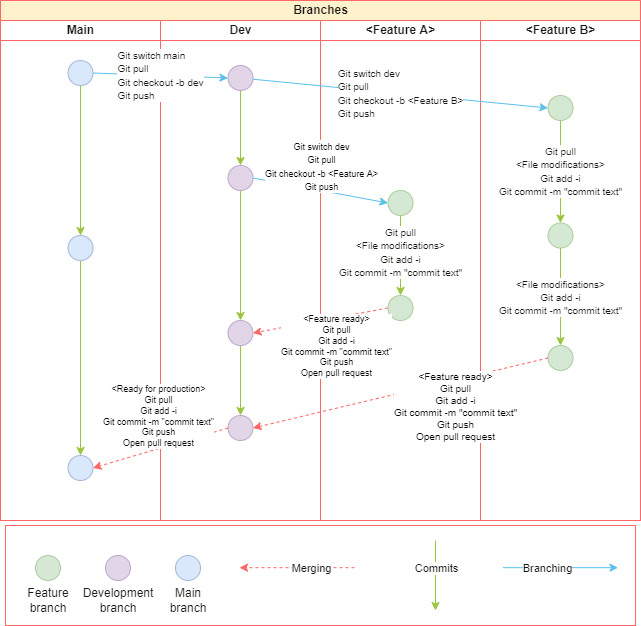 Branches
Main
Dev
<Feature A>
<Feature B>
Git switch main
Git pull
Git checkout -b dev
Git push
Git switch dev
Git pull
Git checkout -b <Feature B>
Git push
Git switch dev
Git pull
Git checkout -b <Feature A>
Git push
Git pull
<File modifications>
Git add -i
Git commit -m "commit text"
Git pull
<File modifications>
Git add -i
Git commit -m "commit text"
<File modifications>
Git add -i
Git commit -m "commit text"
<Feature ready>
Git pull
Git add -i
Git commit -m "commit text"
Git push
Open pull request
<Feature ready>
Git pull
Git add -i
Git commit -m "commit text"
Git push
Open pull request
<Ready for production>
Git pull
Git add -i
Git commit -m "commit text"
Git push
Open pull request
Feature
branch
Development
branch
Main
branch
Merging
Commits
Branching